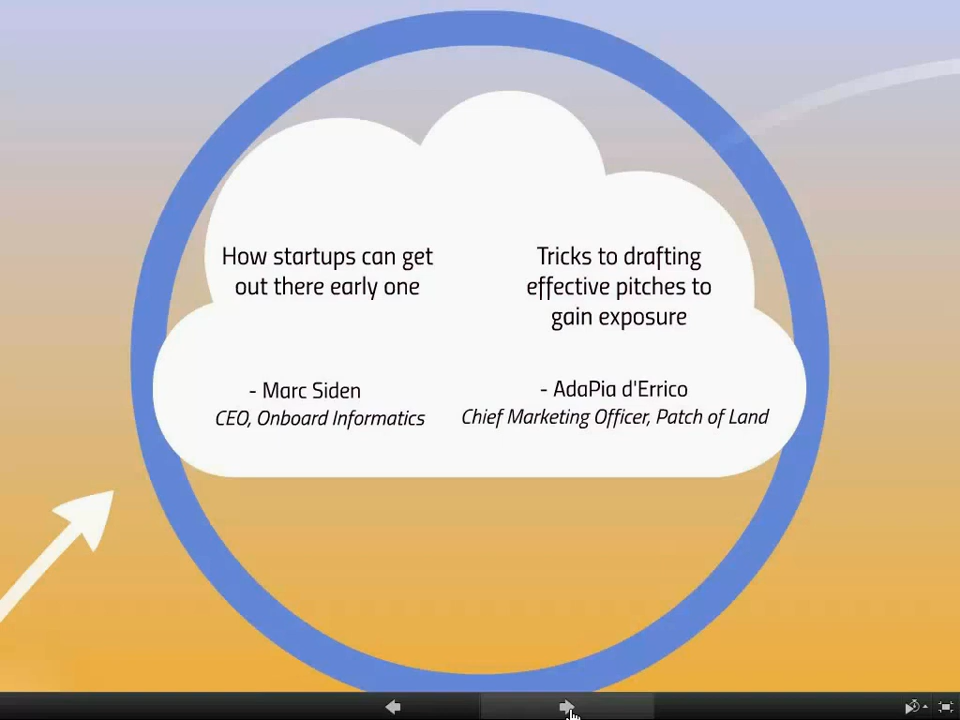 How startups can get
out there early one
- Marc Siden
CEO, Onboard Informatics
Tricks to drafting
effective pitches to
gain exposure
- AdaPia d'Errico
Chief Marketing Officer, Patch of Land